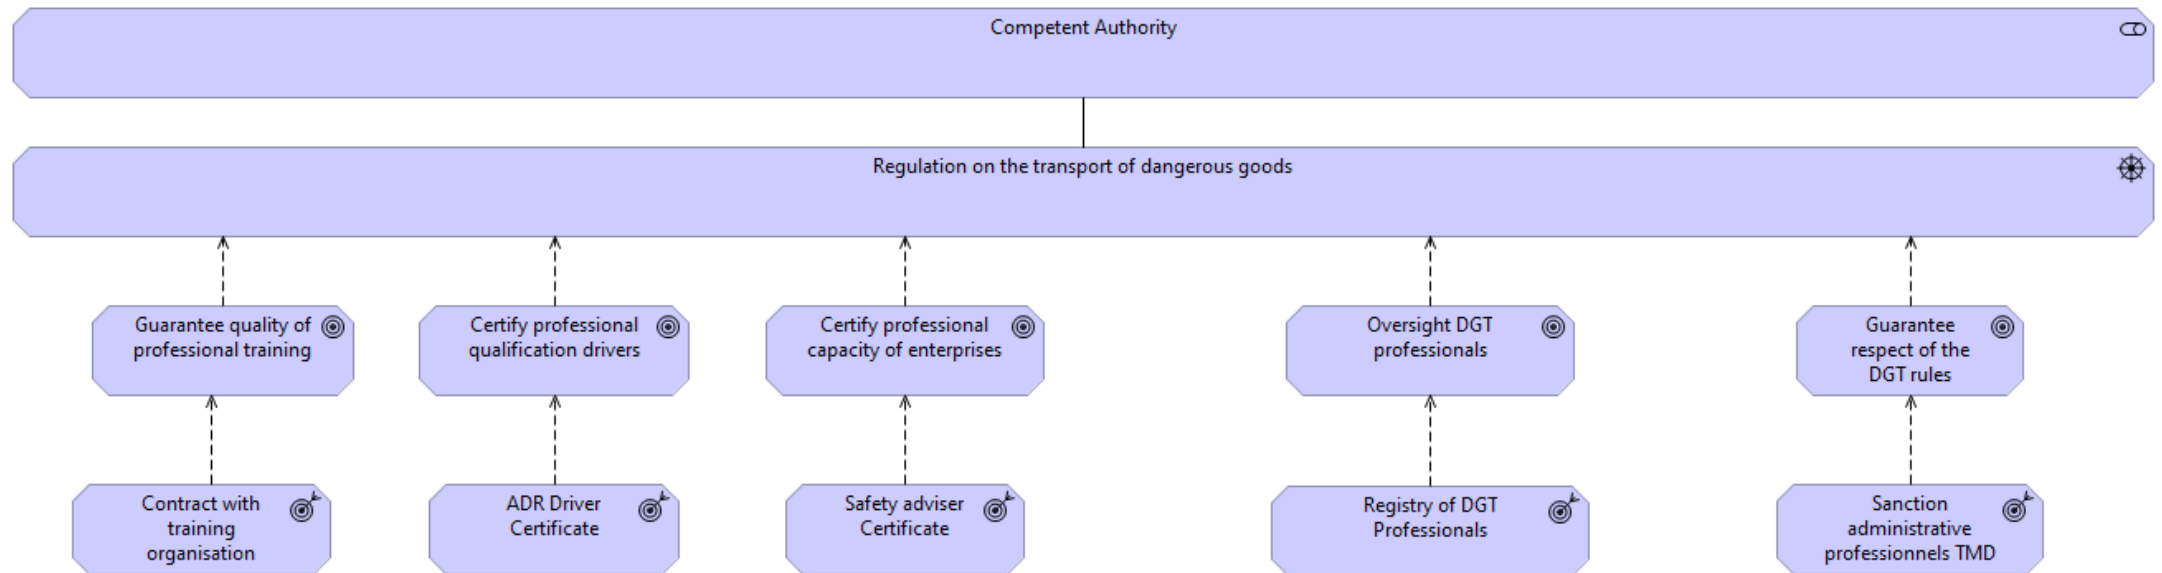 Competent Authority
Regulation on the transport of dangerous goods
Guarantee quality of
professional training
Certify professional
qualification drivers
Certify professional
capacity of enterprises
Oversight DGT
professionals
Guarantee
respect of the
DGT rules
Contract with
training
organisation
ADR Driver
Certificate
Safety adviser
Certificate
Registry of DGT
Professionals
Sanction
administrative
professionnels TMD